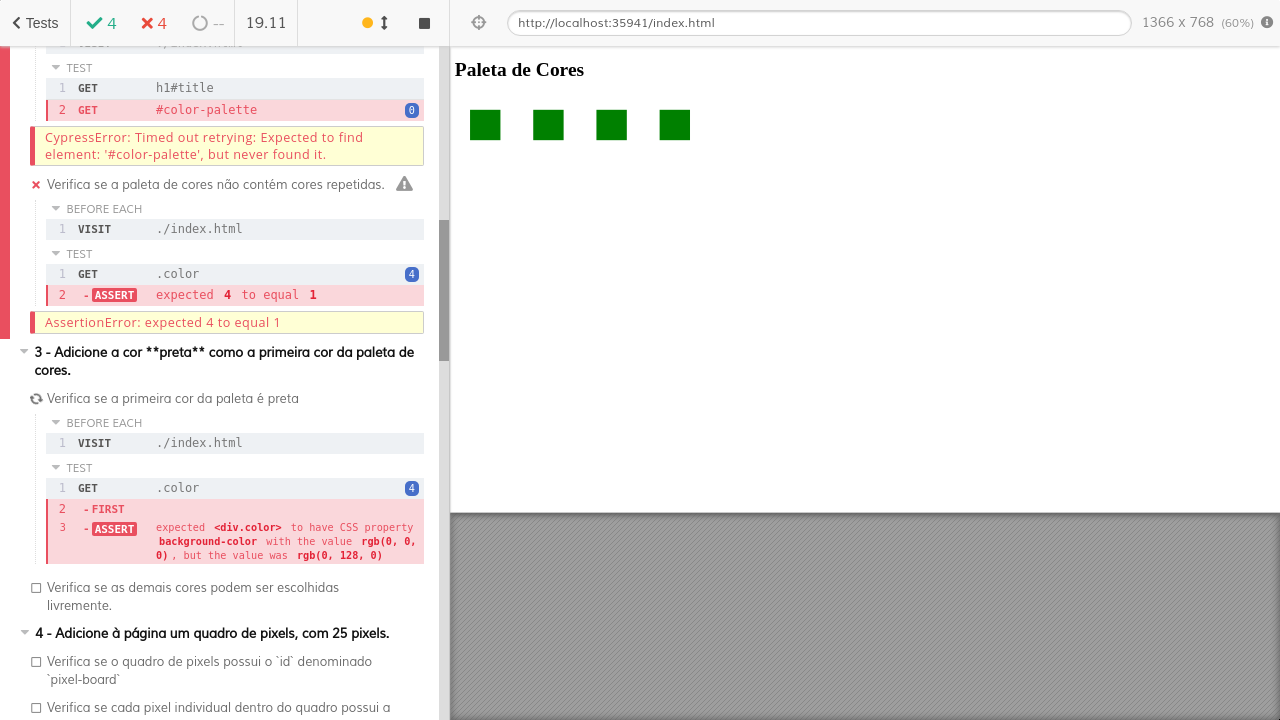 Tests
4
4
--
19.11
http://localhost:35941/index.html
1366 x 768 (60%)
TEST
1 GET h1#title
2 GET #color-palette 0
CypressError: Timed out retrying: Expected to find
element: '#color-palette', but never found it.
Verifica se a paleta de cores não contém cores repetidas.
BEFORE EACH
1 VISIT ./index.html
TEST
1 GET .color 4
2 -ASSERT expected 4 to equal 1
AssertionError: expected 4 to equal 1
3 - Adicione a cor **preta** como a primeira cor da paleta de
cores.
Verifica se a primeira cor da paleta é preta
BEFORE EACH
1 VISIT ./index.html
TEST
1 GET .color 4
2 -FIRST
3 -ASSERT expected <div.color> to have CSS property
background-color with the value rgb(0, 0,
0), but the value was rgb(0, 128, 0)
Verifica se as demais cores podem ser escolhidas
livremente.
4 - Adicione à página um quadro de pixels, com 25 pixels.
Verifica se o quadro de pixels possui o `id` denominado
`pixel-board`
Verifica se cada pixel individual dentro do quadro possui a
Paleta de Cores